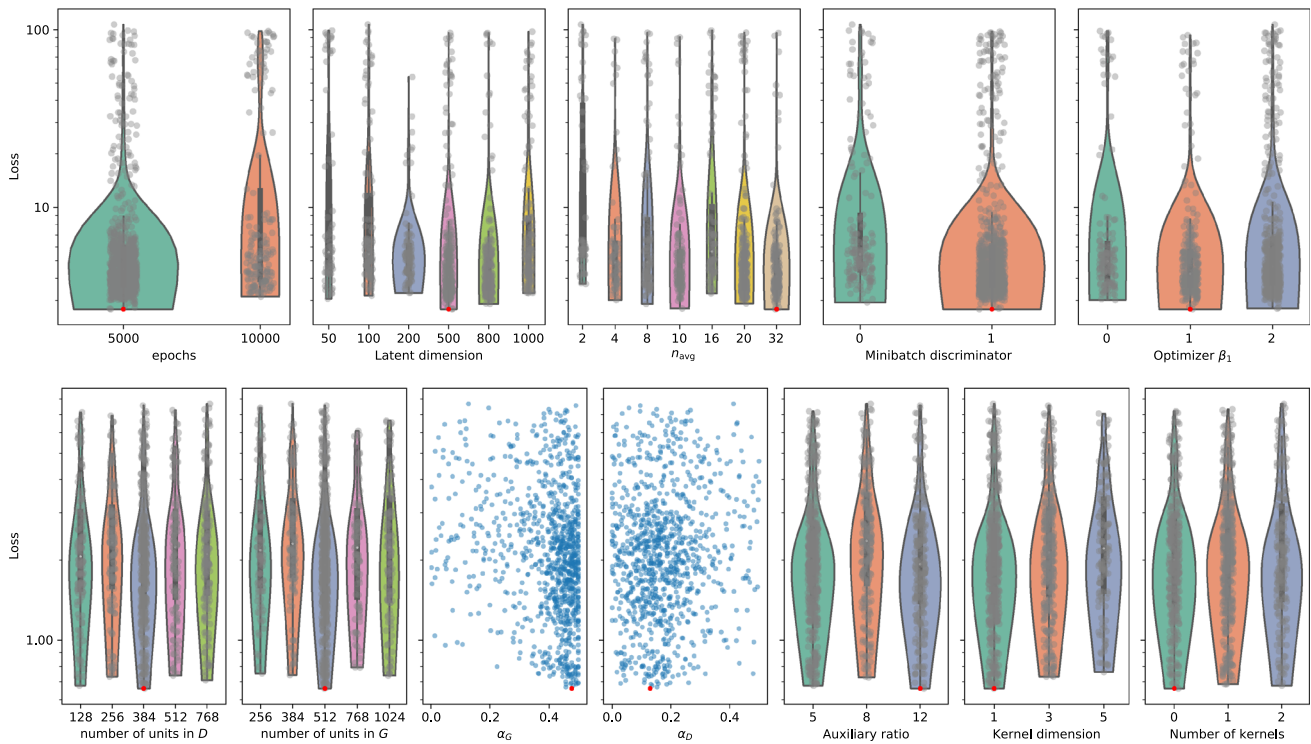 100
10
Loss
5000 10000
epochs
50 100 200 500 800 1000
Latent dimension
2 4 8 10 16 20 32
n_avg
0 1
Minibatch discriminator
0 1 2
Optimizer β₁
1.00
Loss
128 256 384 512 768
number of units in D
256 384 512 768 1024
number of units in G
0.0 0.2 0.4
α_G
0.0 0.2 0.4
α_D
5 8 12
Auxiliary ratio
1 3 5
Kernel dimension
0 1 2
Number of kernels